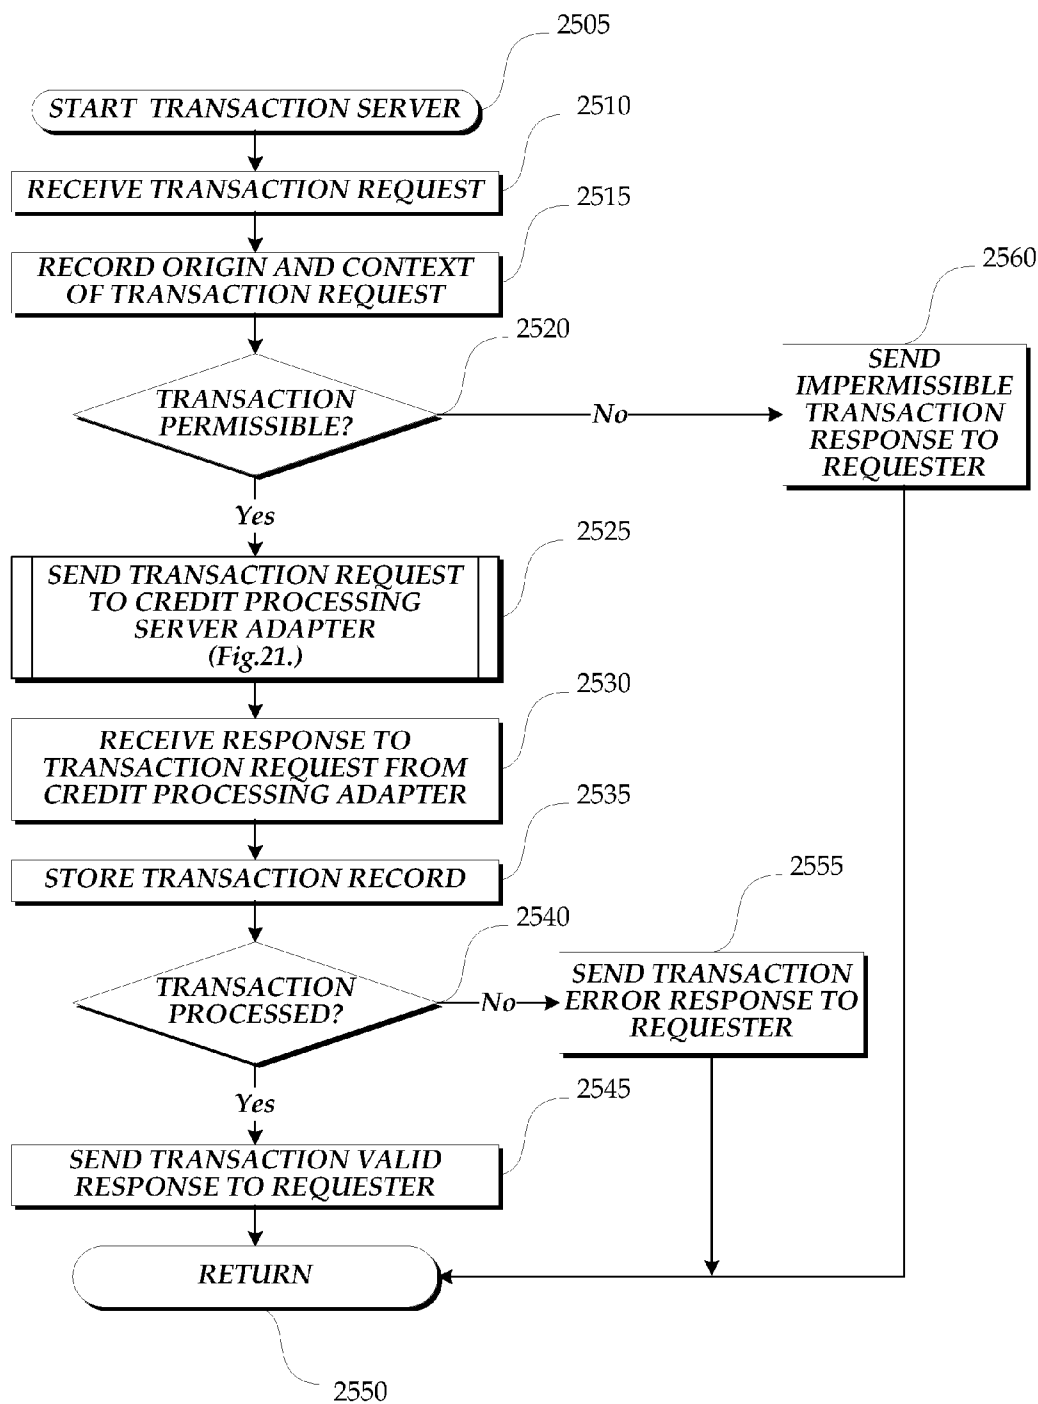 2505
START TRANSACTION SERVER
2510
RECEIVE TRANSACTION REQUEST
2515
RECORD ORIGIN AND CONTEXT
OF TRANSACTION REQUEST
2520
TRANSACTION
PERMISSIBLE?
No
2560
SEND
IMPERMISSIBLE
TRANSACTION
RESPONSE TO
REQUESTER
Yes
2525
SEND TRANSACTION REQUEST
TO CREDIT PROCESSING
SERVER ADAPTER
(Fig.21.)
2530
RECEIVE RESPONSE TO
TRANSACTION REQUEST FROM
CREDIT PROCESSING ADAPTER
2535
STORE TRANSACTION RECORD
2540
TRANSACTION
PROCESSED?
No
2555
SEND TRANSACTION
ERROR RESPONSE TO
REQUESTER
Yes
2545
SEND TRANSACTION VALID
RESPONSE TO REQUESTER
RETURN
2550